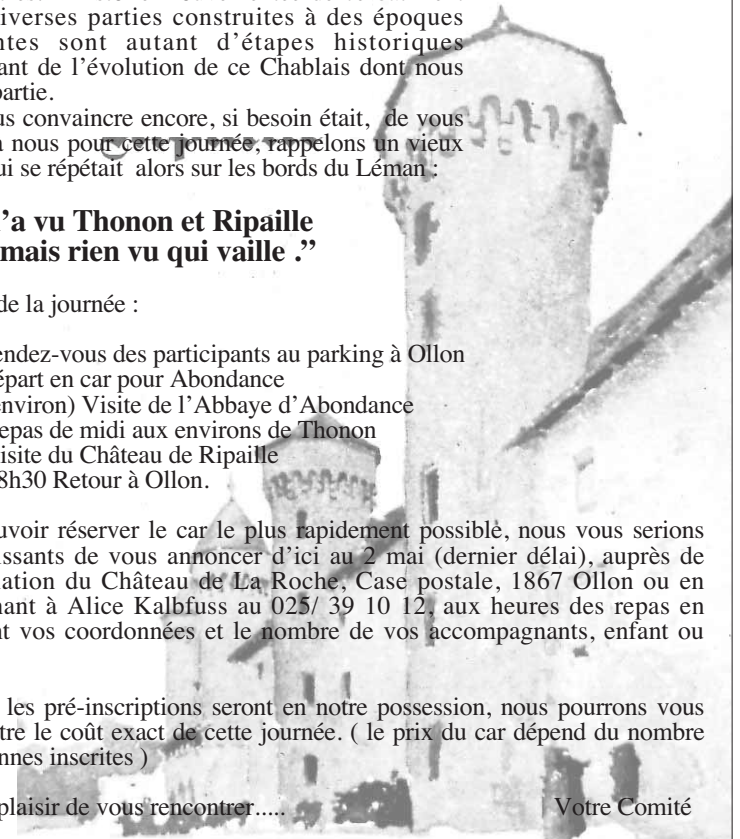 iverses parties construites à des époques
ntes sont autant d’étapes historiques
ant de l’évolution de ce Chablais dont nous
partie.
us convaincre encore, si besoin était, de vous
à nous pour cette journée, rappelons un vieux
ui se répétait alors sur les bords du Léman :
’a vu Thonon et Ripaille
mais rien vu qui vaille .”
de la journée :
endez-vous des participants au parking à Ollon
épart en car pour Abondance
environ) Visite de l’Abbaye d’Abondance
epas de midi aux environs de Thonon
isite du Château de Ripaille
8h30 Retour à Ollon.
uvoir réserver le car le plus rapidement possible, nous vous serions
issants de vous annoncer d’ici au 2 mai (dernier délai), auprès de
iation du Château de La Roche, Case postale, 1867 Ollon ou en
nant à Alice Kalbfuss au 025/ 39 10 12, aux heures des repas en
nt vos coordonnées et le nombre de vos accompagnants, enfant ou
les pré-inscriptions seront en notre possession, nous pourrons vous
tre le coût exact de cette journée. ( le prix du car dépend du nombre
nnes inscrites )
plaisir de vous rencontrer..... Votre Comité